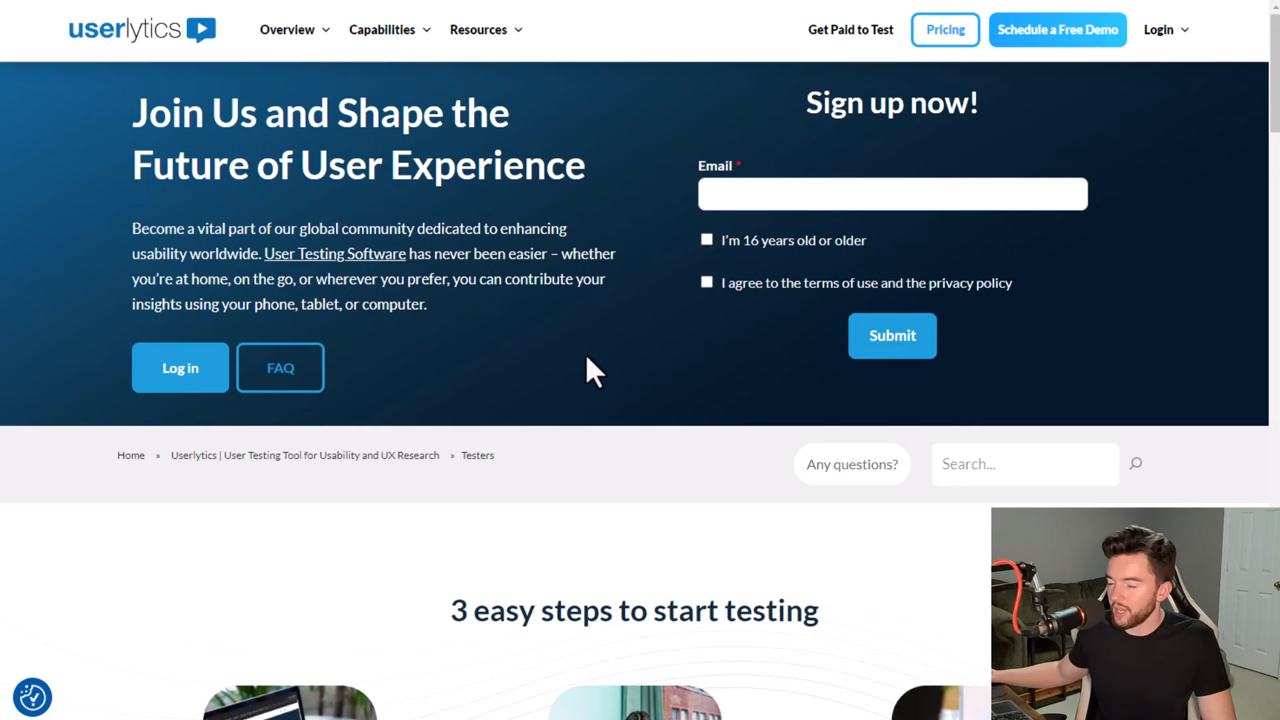 userlytics
Overview
Capabilities
Resources
Get Paid to Test
Pricing
Schedule a Free Demo
Login
Join Us and Shape the
Future of User Experience
Become a vital part of our global community dedicated to enhancing
usability worldwide. User Testing Software has never been easier – whether
you're at home, on the go, or wherever you prefer, you can contribute your
insights using your phone, tablet, or computer.
Log in
FAQ
Sign up now!
Email *
I'm 16 years old or older
I agree to the terms of use and the privacy policy
Submit
Home » Userlytics | User Testing Tool for Usability and UX Research » Testers
Any questions?
Search...
3 easy steps to start testing